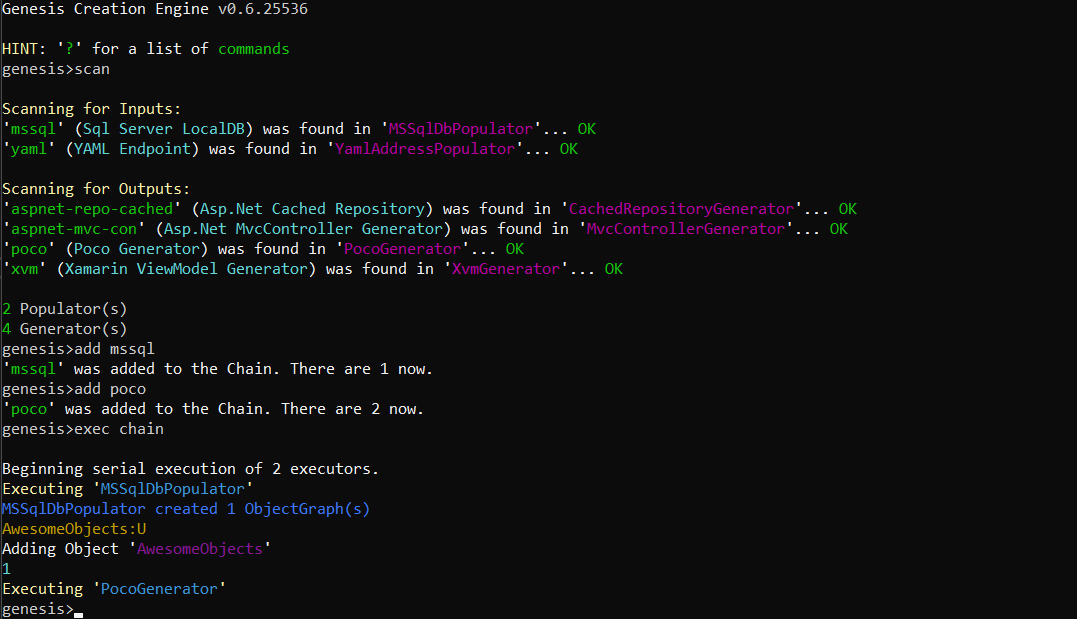 Genesis Creation Engine v0.6.25536
HINT: '?' for a list of commands
genesis>scan
Scanning for Inputs:
'mssql' (Sql Server LocalDB) was found in 'MSSqlDbPopulator'... OK
'yaml' (YAML Endpoint) was found in 'YamlAddressPopulator'... OK
Scanning for Outputs:
'aspnet-repo-cached' (Asp.Net Cached Repository) was found in 'CachedRepositoryGenerator'... OK
'aspnet-mvc-con' (Asp.Net MvcController Generator) was found in 'MvcControllerGenerator'... OK
'poco' (Poco Generator) was found in 'PocoGenerator'... OK
'xvm' (Xamarin ViewModel Generator) was found in 'XvmGenerator'... OK
2 Populator(s)
4 Generator(s)
genesis>add mssql
'mssql' was added to the Chain. There are 1 now.
genesis>add poco
'poco' was added to the Chain. There are 2 now.
genesis>exec chain
Beginning serial execution of 2 executors.
Executing 'MSSqlDbPopulator'
MSSqlDbPopulator created 1 ObjectGraph(s)
AwesomeObjects:U
Adding Object 'AwesomeObjects'
1
Executing 'PocoGenerator'
genesis>